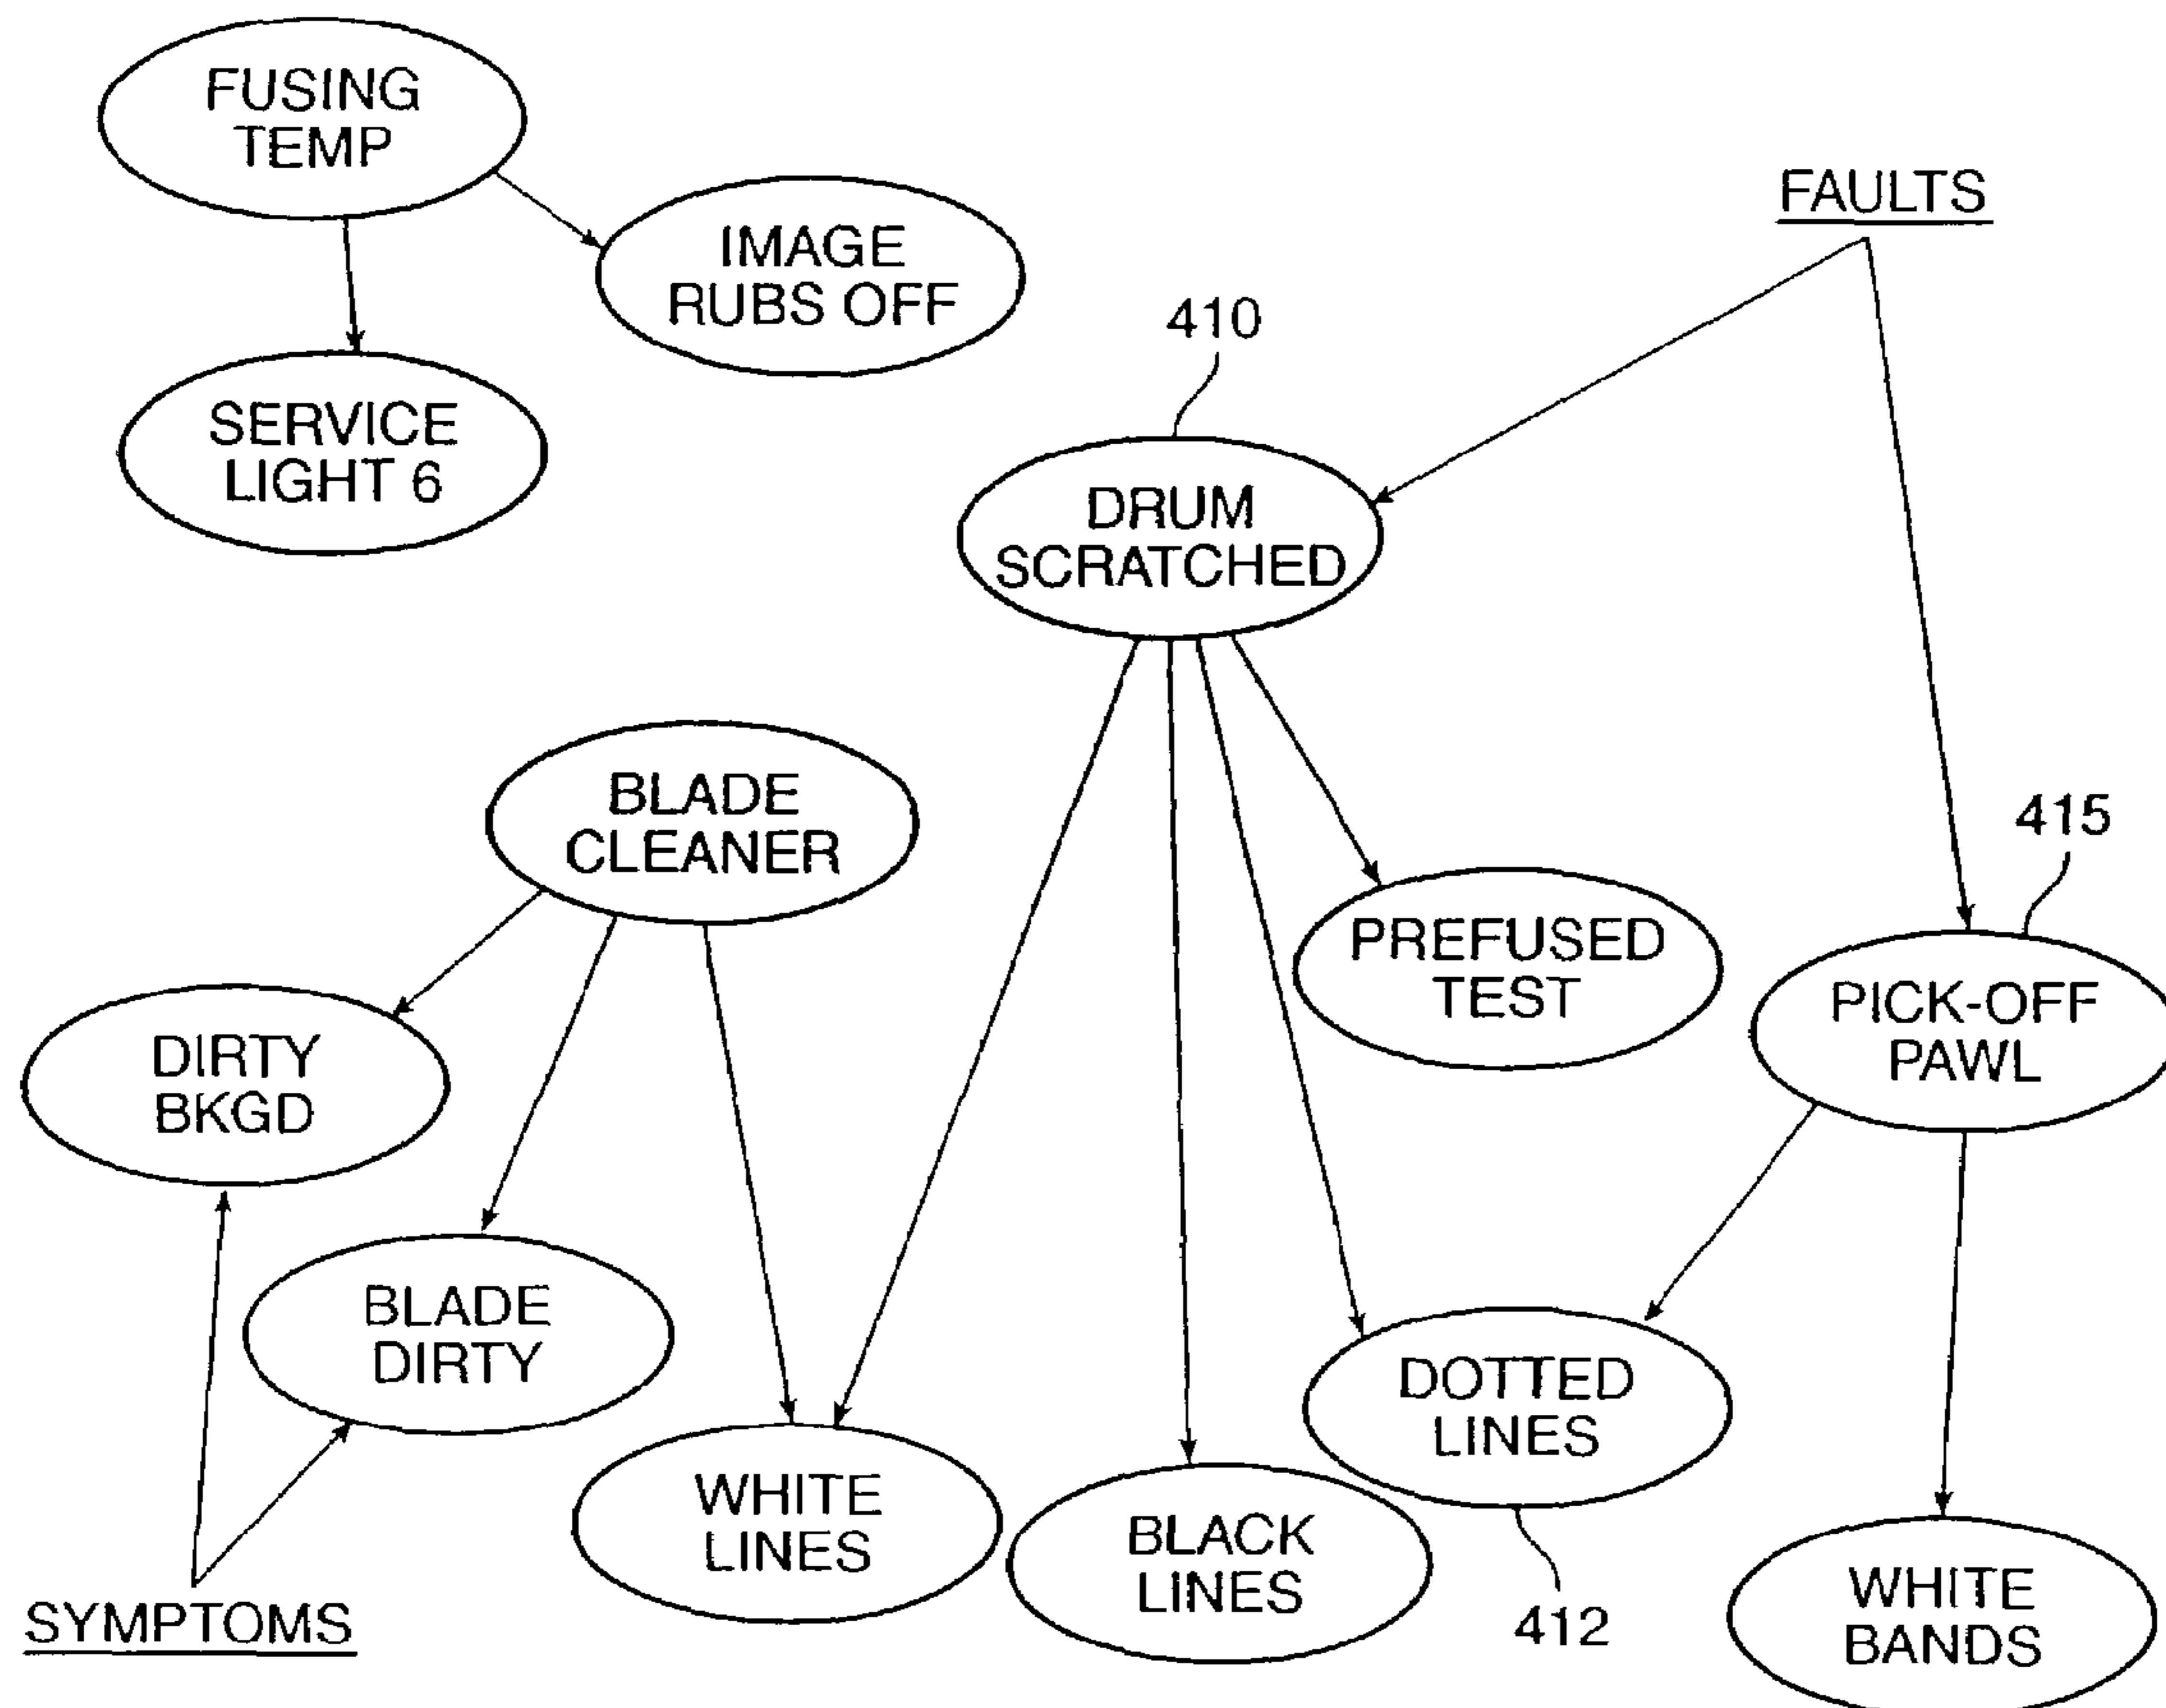 FUSING
TEMP
IMAGE
RUBS OFF
SERVICE
LIGHT 6
FAULTS
410
DRUM
SCRATCHED
BLADE
CLEANER
415
PREFUSED
TEST
PICK-OFF
PAWL
DIRTY
BKGD
BLADE
DIRTY
WHITE
LINES
BLACK
LINES
DOTTED
LINES
412
WHITE
BANDS
SYMPTOMS